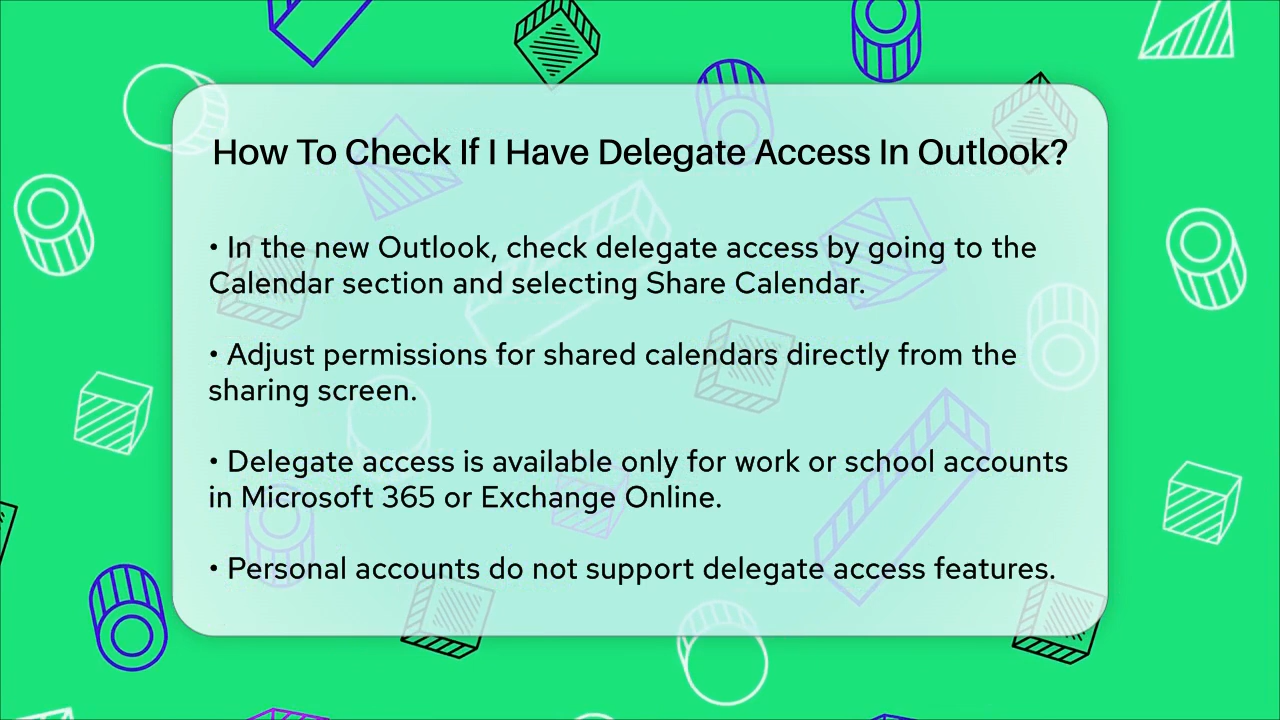 How To Check If I Have Delegate Access In Outlook?
• In the new Outlook, check delegate access by going to the
Calendar section and selecting Share Calendar.
• Adjust permissions for shared calendars directly from the
sharing screen.
• Delegate access is available only for work or school accounts
in Microsoft 365 or Exchange Online.
• Personal accounts do not support delegate access features.